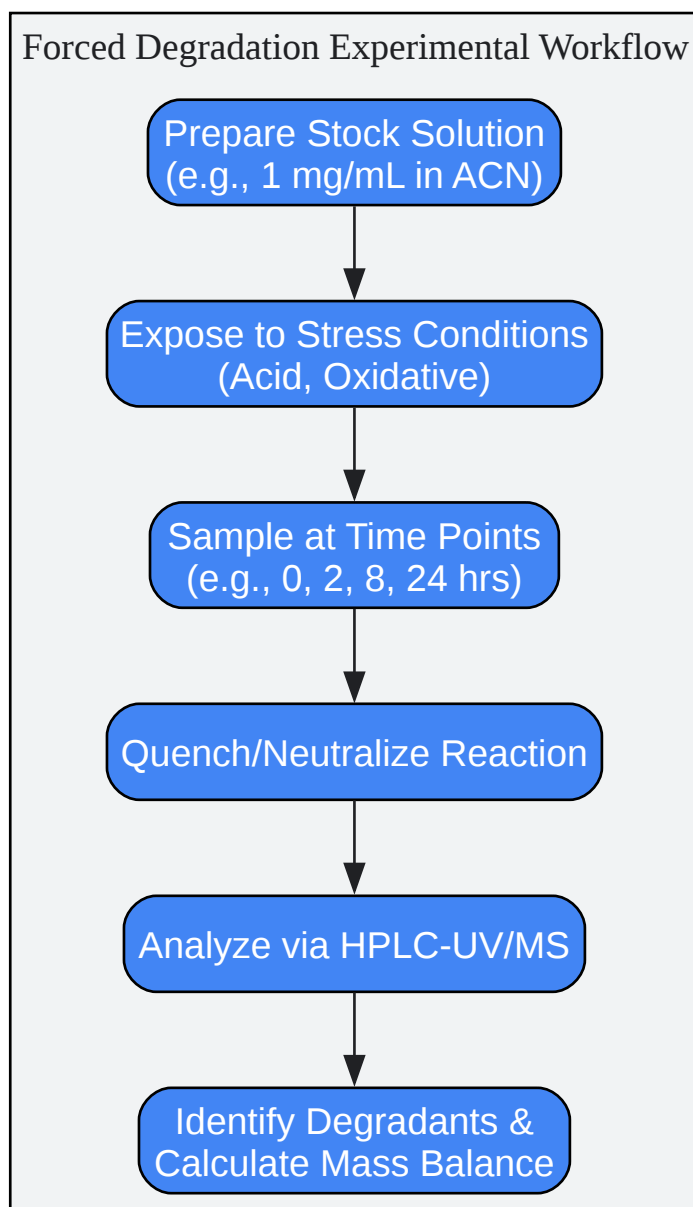 Forced Degradation Experimental Workflow
Prepare Stock Solution
(e.g., 1 mg/mL in ACN)
Expose to Stress Conditions
(Acid, Oxidative)
Sample at Time Points
(e.g., 0, 2, 8, 24 hrs)
Quench/Neutralize Reaction
Analyze via HPLC-UV/MS
Identify Degradants &
Calculate Mass Balance